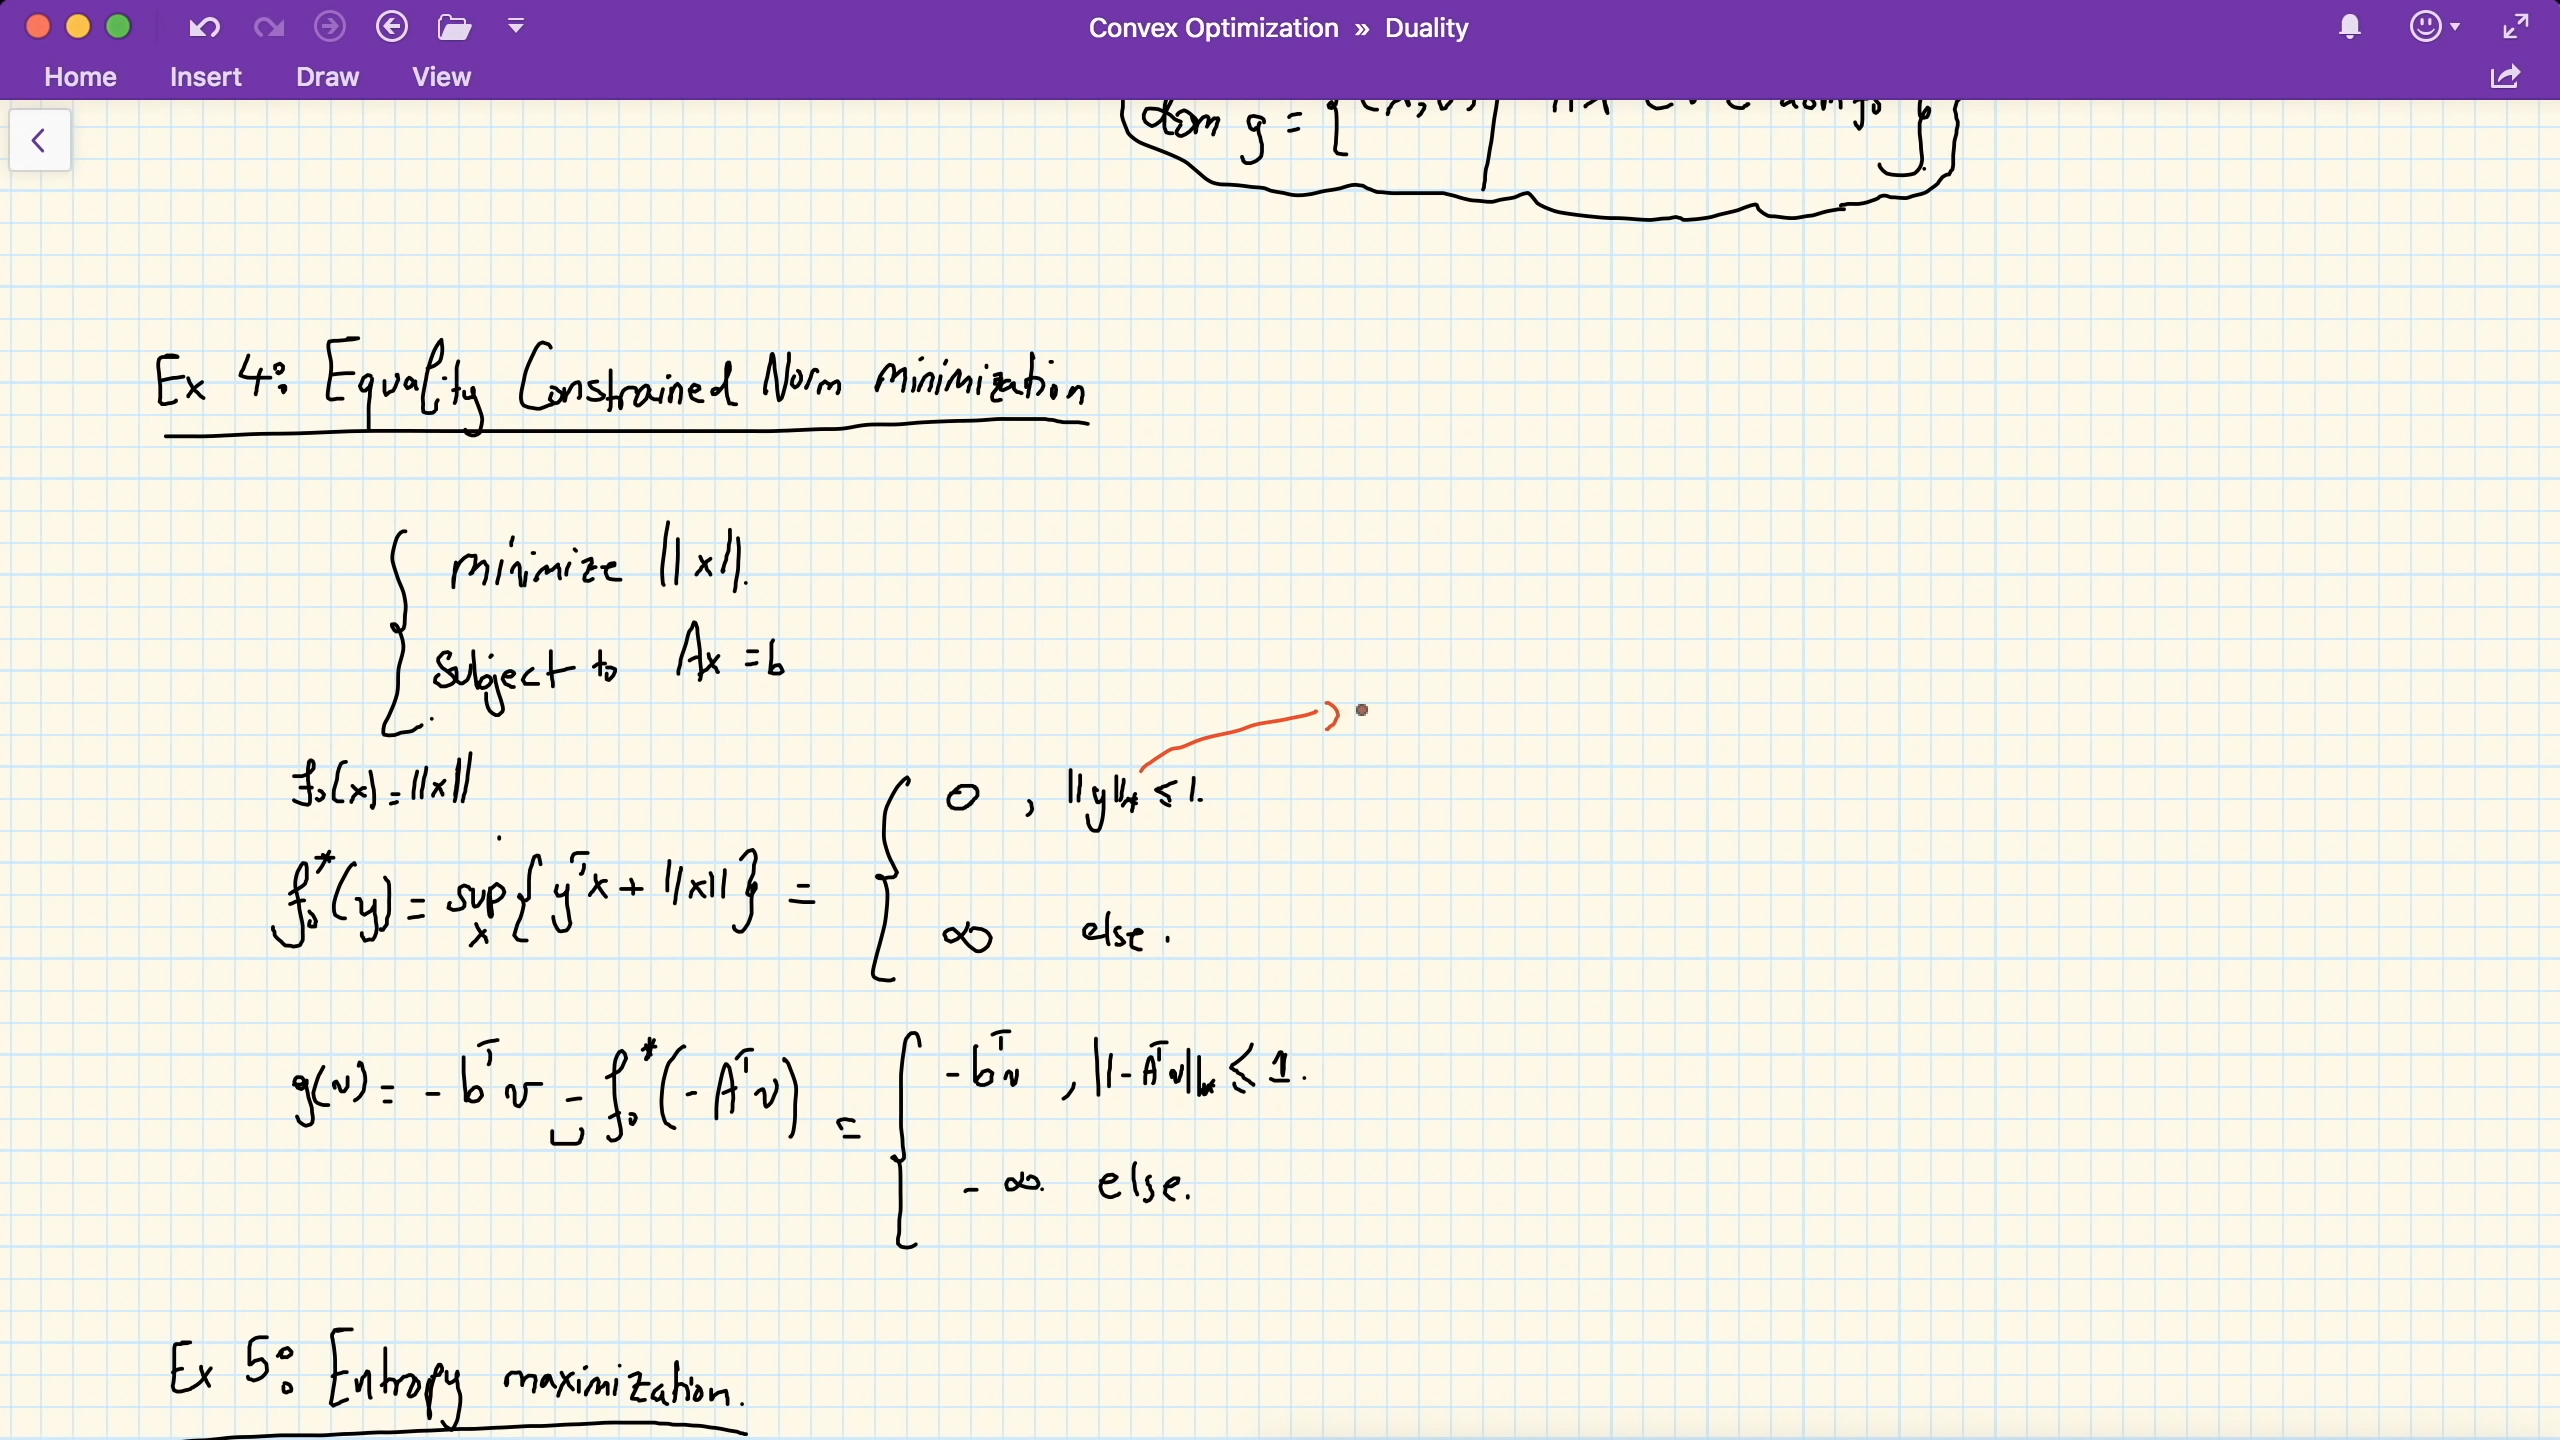 Convex Optimization » Duality
Home Insert Draw View
dom g = {
Ex 4: Equality Constrained Norm minimization
minimize ||x||.
subject to Ax = b
f₀(x) = ||x||
f₀*(y) = sup_x { yᵀx + ||x|| } = { 0 , ||y||_* ≤ 1.
∞ else.
g(ν) = - bᵀν - f₀*(-Aᵀν) = { -bᵀν , ||-Aᵀν||_* ≤ 1.
-∞. else.
Ex 5: Entropy maximization.